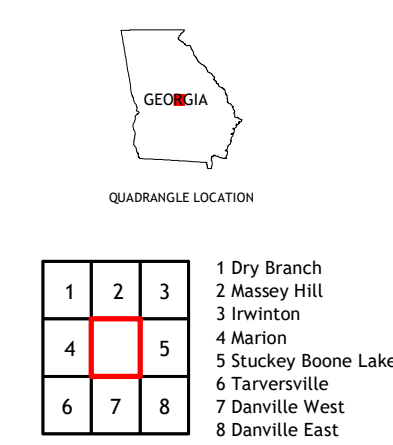 GEORGIA
QUADRANGLE LOCATION
1 2 3
4 5
6 7 8
1 Dry Branch
2 Massey Hill
3 Irwinton
4 Marion
5 Stuckey Boone Lake
6 Tarversville
7 Danville West
8 Danville East